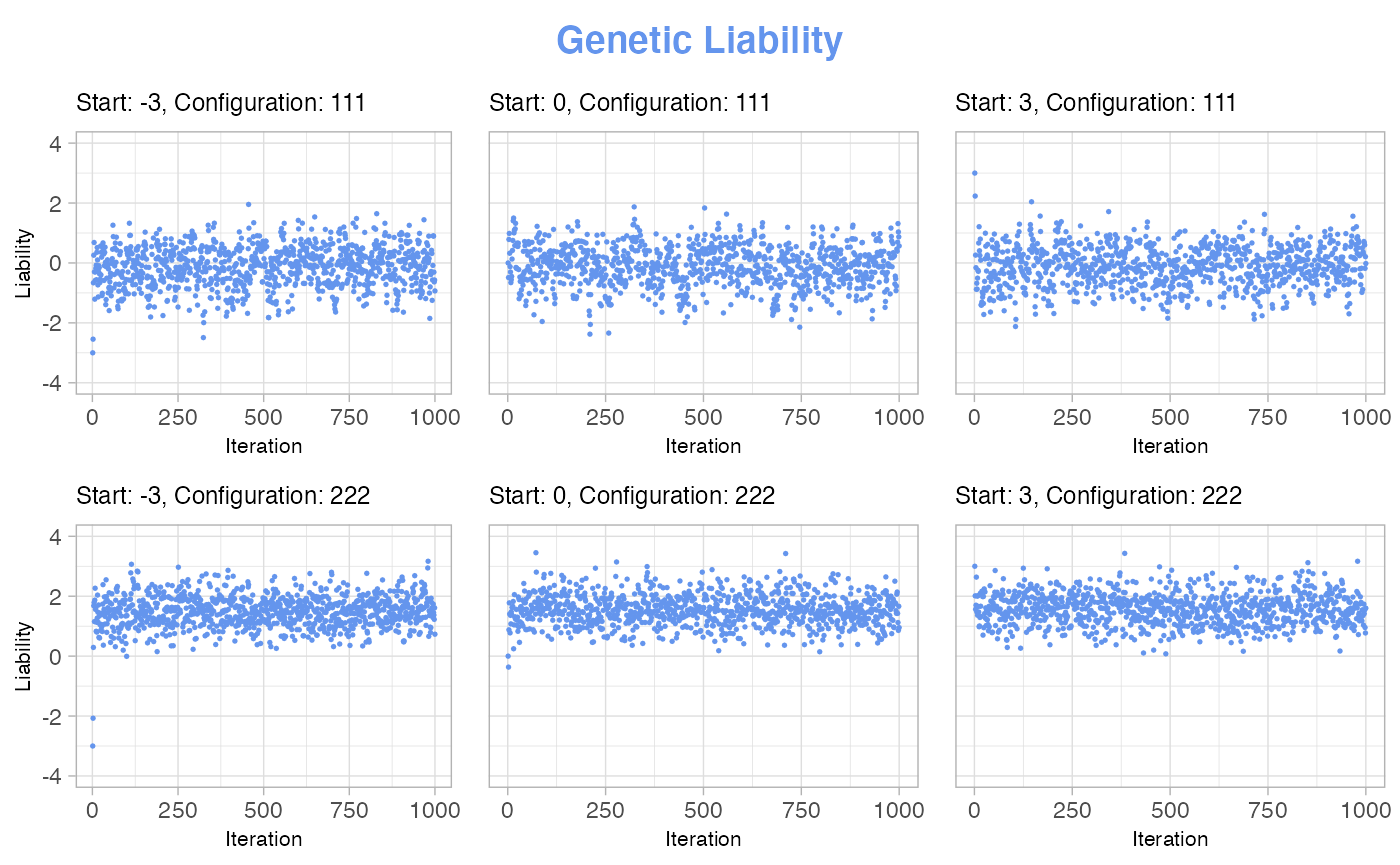 Genetic Liability
Start: -3, Configuration: 111
Start: 0, Configuration: 111
Start: 3, Configuration: 111
Liability
4
2
0
-2
-4
0 250 500 750 1000
0 250 500 750 1000
0 250 500 750 1000
Iteration
Iteration
Iteration
Start: -3, Configuration: 222
Start: 0, Configuration: 222
Start: 3, Configuration: 222
Liability
4
2
0
-2
-4
0 250 500 750 1000
0 250 500 750 1000
0 250 500 750 1000
Iteration
Iteration
Iteration